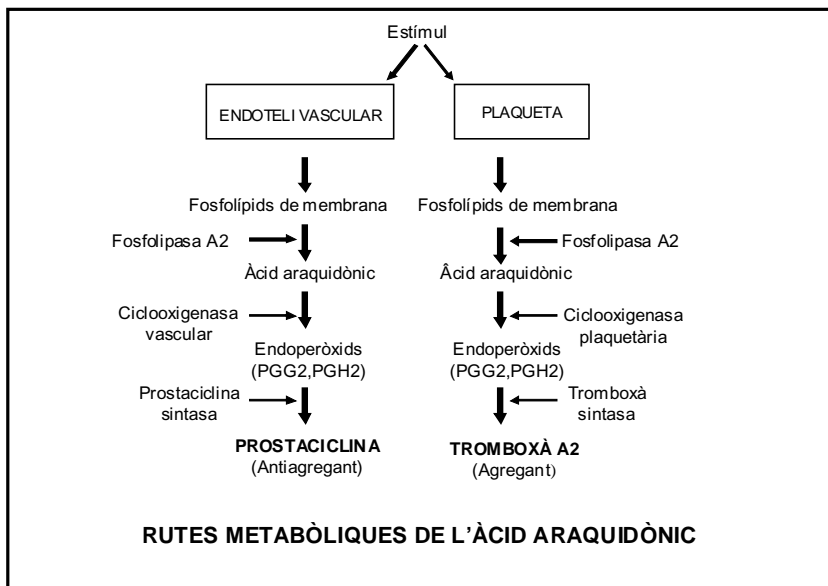 Estímul
ENDOTELI VASCULAR
PLAQUETA
Fosfolípids de membrana
Fosfolípids de membrana
Fosfolipasa A2
Fosfolipasa A2
Àcid araquidònic
Âcid araquidònic
Ciclooxigenasa
vascular
Ciclooxigenasa
plaquetària
Endoperòxids
(PGG2,PGH2)
Endoperòxids
(PGG2,PGH2)
Prostaciclina
sintasa
Tromboxà
sintasa
PROSTACICLINA
(Antiagregant)
TROMBOXÀ A2
(Agregant)
RUTES METABÒLIQUES DE L’ÀCID ARAQUIDÒNIC